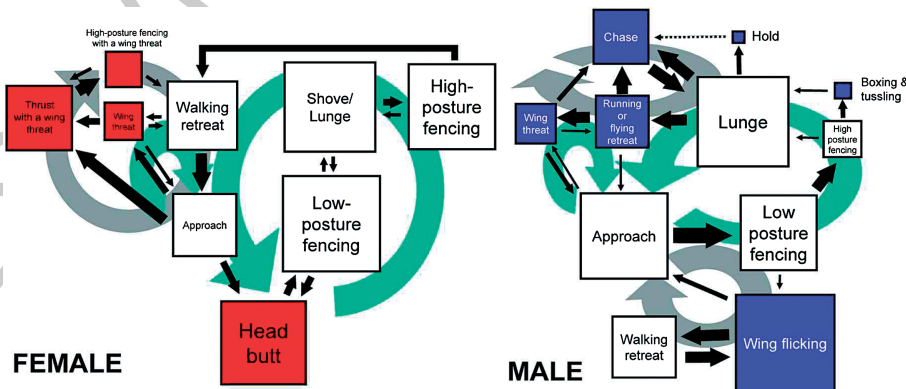 High-posture fencing
with a wing threat
Thrust
with a wing
threat
Wing
threat
Walking
retreat
Approach
Shove/
Lunge
High-
posture
fencing
Low-
posture
fencing
Head
butt
FEMALE
Chase
Hold
Wing
threat
Running
or
flying
retreat
Lunge
Boxing &
tussling
High
posture
fencing
Approach
Low
posture
fencing
Walking
retreat
Wing flicking
MALE